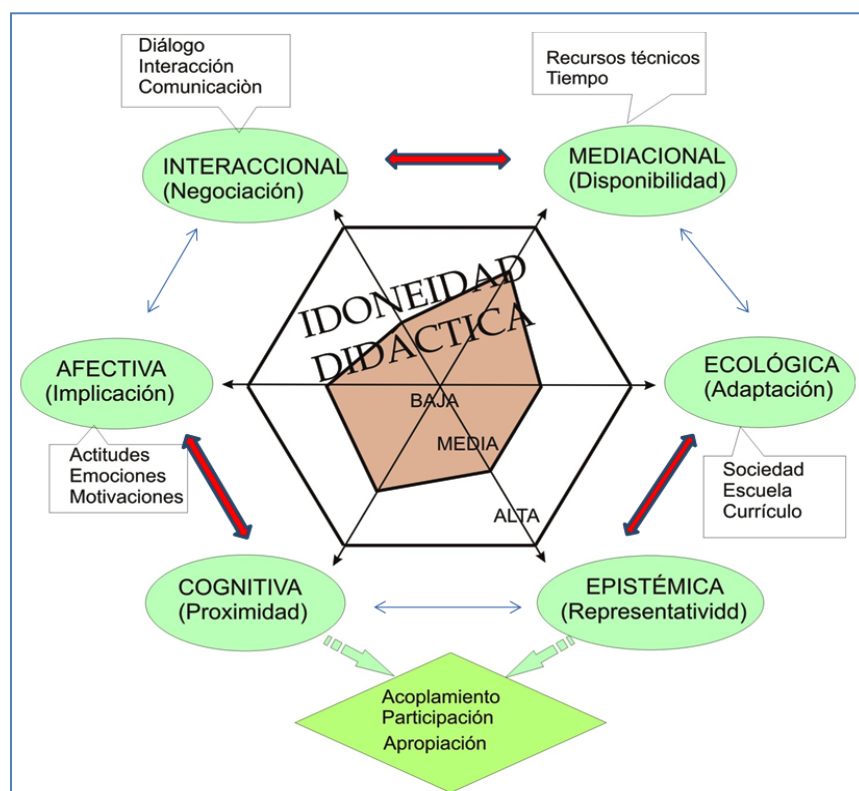 Diálogo
Interacción
Comunicaciòn
Recursos técnicos
Tiempo
INTERACCIONAL
(Negociación)
MEDIACIONAL
(Disponibilidad)
IDONEIDAD
DIDACTICA
AFECTIVA
(Implicación)
ECOLÓGICA
(Adaptación)
BAJA
MEDIA
ALTA
Actitudes
Emociones
Motivaciones
Sociedad
Escuela
Currículo
COGNITIVA
(Proximidad)
EPISTÉMICA
(Representatividd)
Acoplamiento
Participación
Apropiación